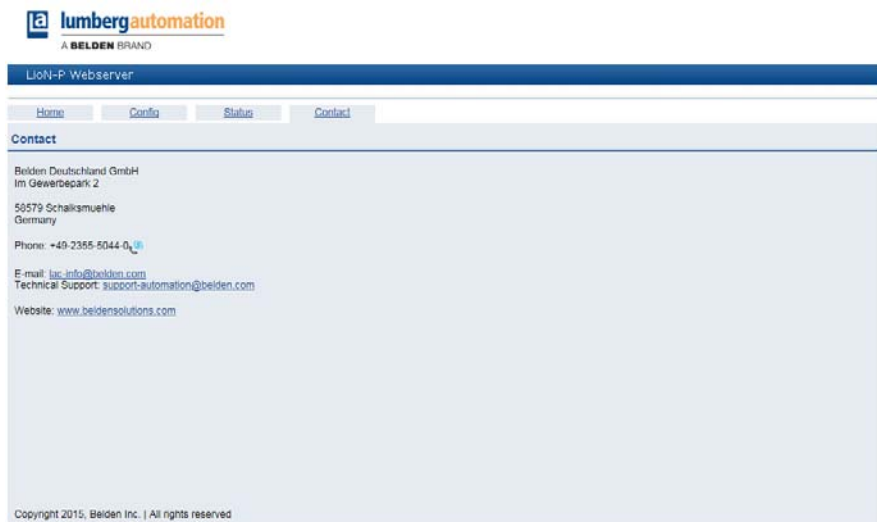 la lumbergautomation
A BELDEN BRAND
LioN-P Webserver
Home Config Status Contact
Contact
Belden Deutschland GmbH
Im Gewerbepark 2
58579 Schalksmuehle
Germany
Phone: +49-2355-5044-0
E-mail: lac-info@belden.com
Technical Support: support-automation@belden.com
Website: www.beldensolutions.com
Copyright 2015, Belden Inc. | All rights reserved